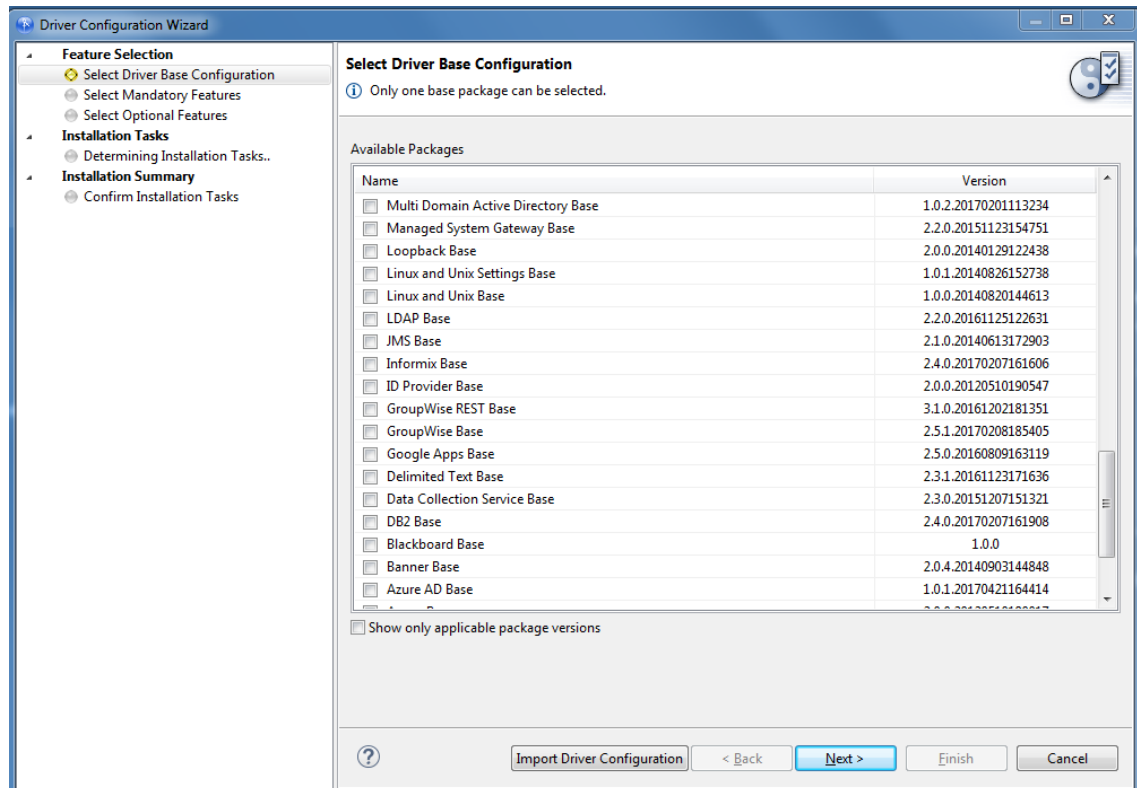 Driver Configuration Wizard
Feature Selection
Select Driver Base Configuration
Select Mandatory Features
Select Optional Features
Installation Tasks
Determining Installation Tasks..
Installation Summary
Confirm Installation Tasks
Select Driver Base Configuration
Only one base package can be selected.
Available Packages
Name Version
Multi Domain Active Directory Base 1.0.2.20170201113234
Managed System Gateway Base 2.2.0.20151123154751
Loopback Base 2.0.0.20140129122438
Linux and Unix Settings Base 1.0.1.20140826152738
Linux and Unix Base 1.0.0.20140820144613
LDAP Base 2.2.0.20161125122631
JMS Base 2.1.0.20140613172903
Informix Base 2.4.0.20170207161606
ID Provider Base 2.0.0.20120510190547
GroupWise REST Base 3.1.0.20161202181351
GroupWise Base 2.5.1.20170208185405
Google Apps Base 2.5.0.20160809163119
Delimited Text Base 2.3.1.20161123171636
Data Collection Service Base 2.3.0.20151207151321
DB2 Base 2.4.0.20170207161908
Blackboard Base 1.0.0
Banner Base 2.0.4.20140903144848
Azure AD Base 1.0.1.20170421164414
Show only applicable package versions
Import Driver Configuration < Back Next > Finish Cancel